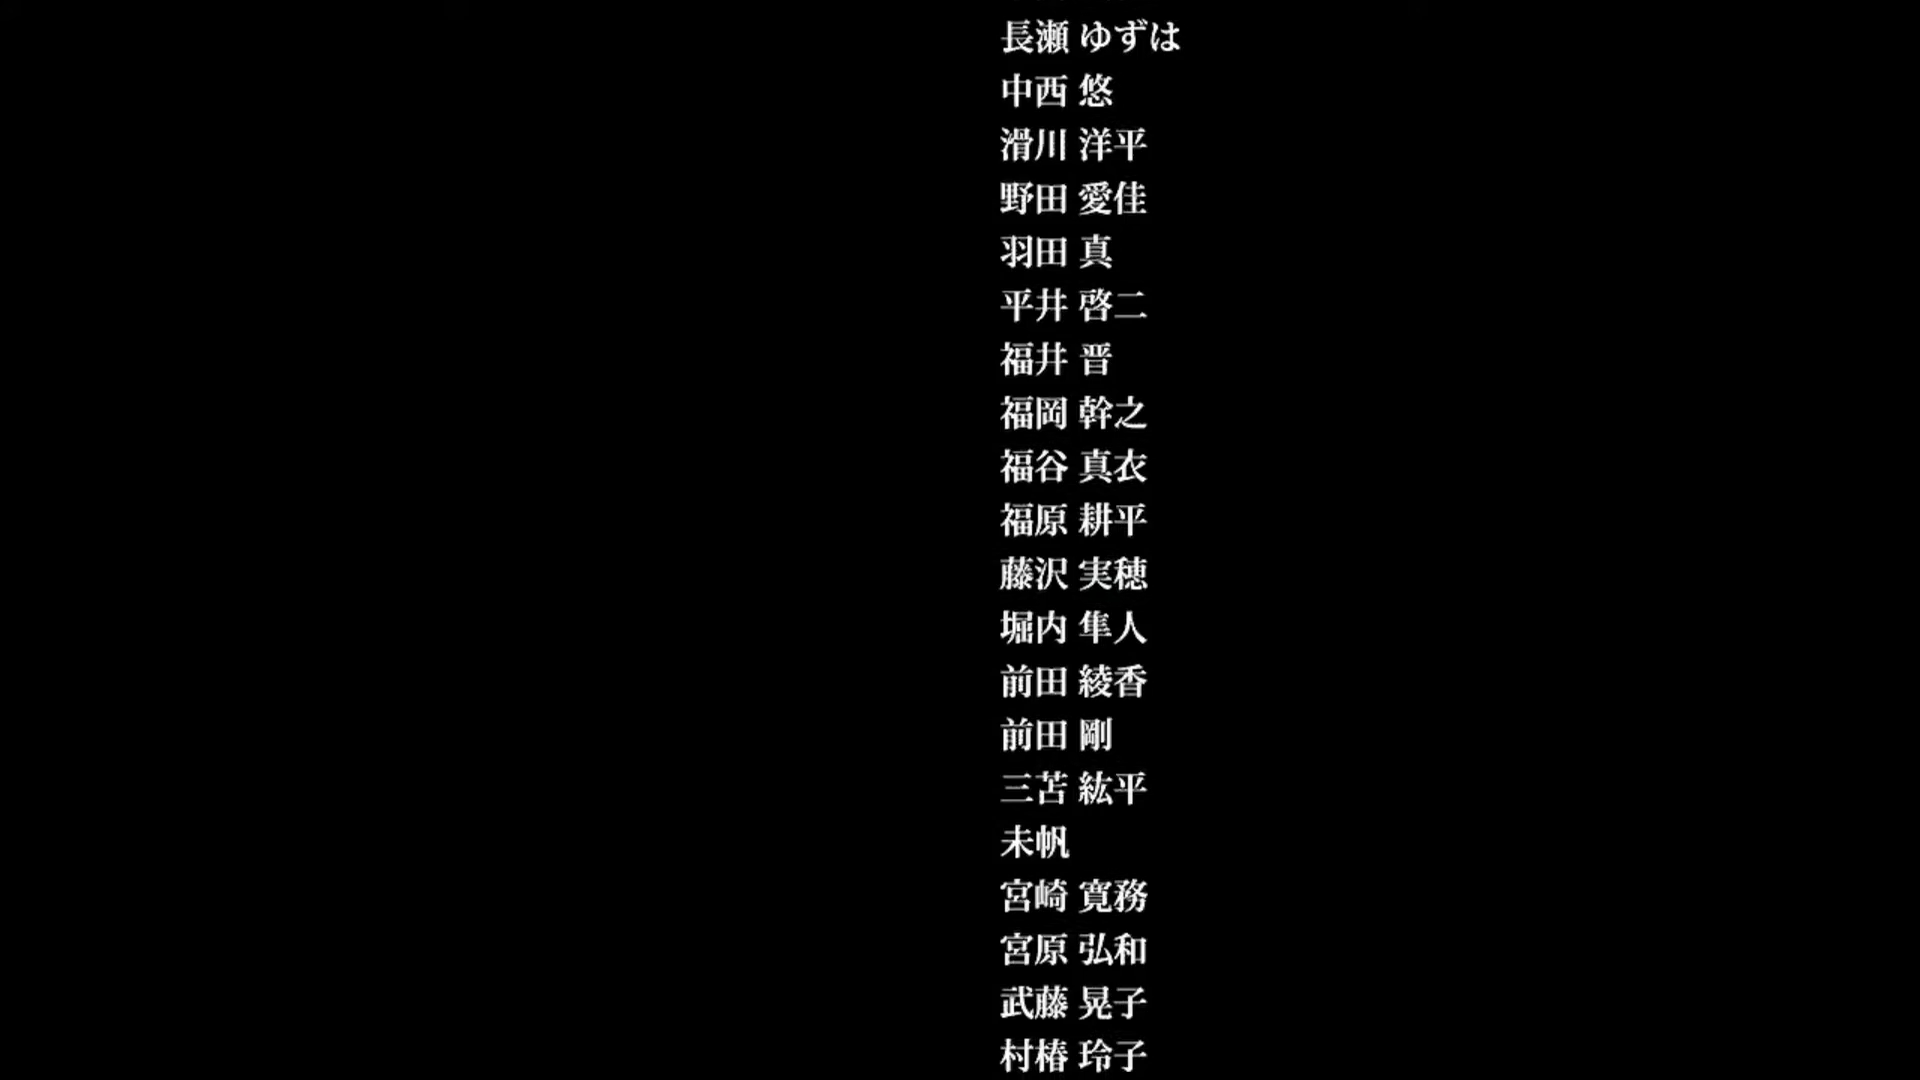 長瀬 ゆずは
中西 悠
滑川 洋平
野田 愛佳
羽田 真
平井 啓二
福井 晋
福岡 幹之
福谷 真衣
福原 耕平
藤沢 実穂
堀内 隼人
前田 綾香
前田 剛
三苫 紘平
未帆
宮崎 寛務
宮原 弘和
武藤 晃子
村椿 玲子